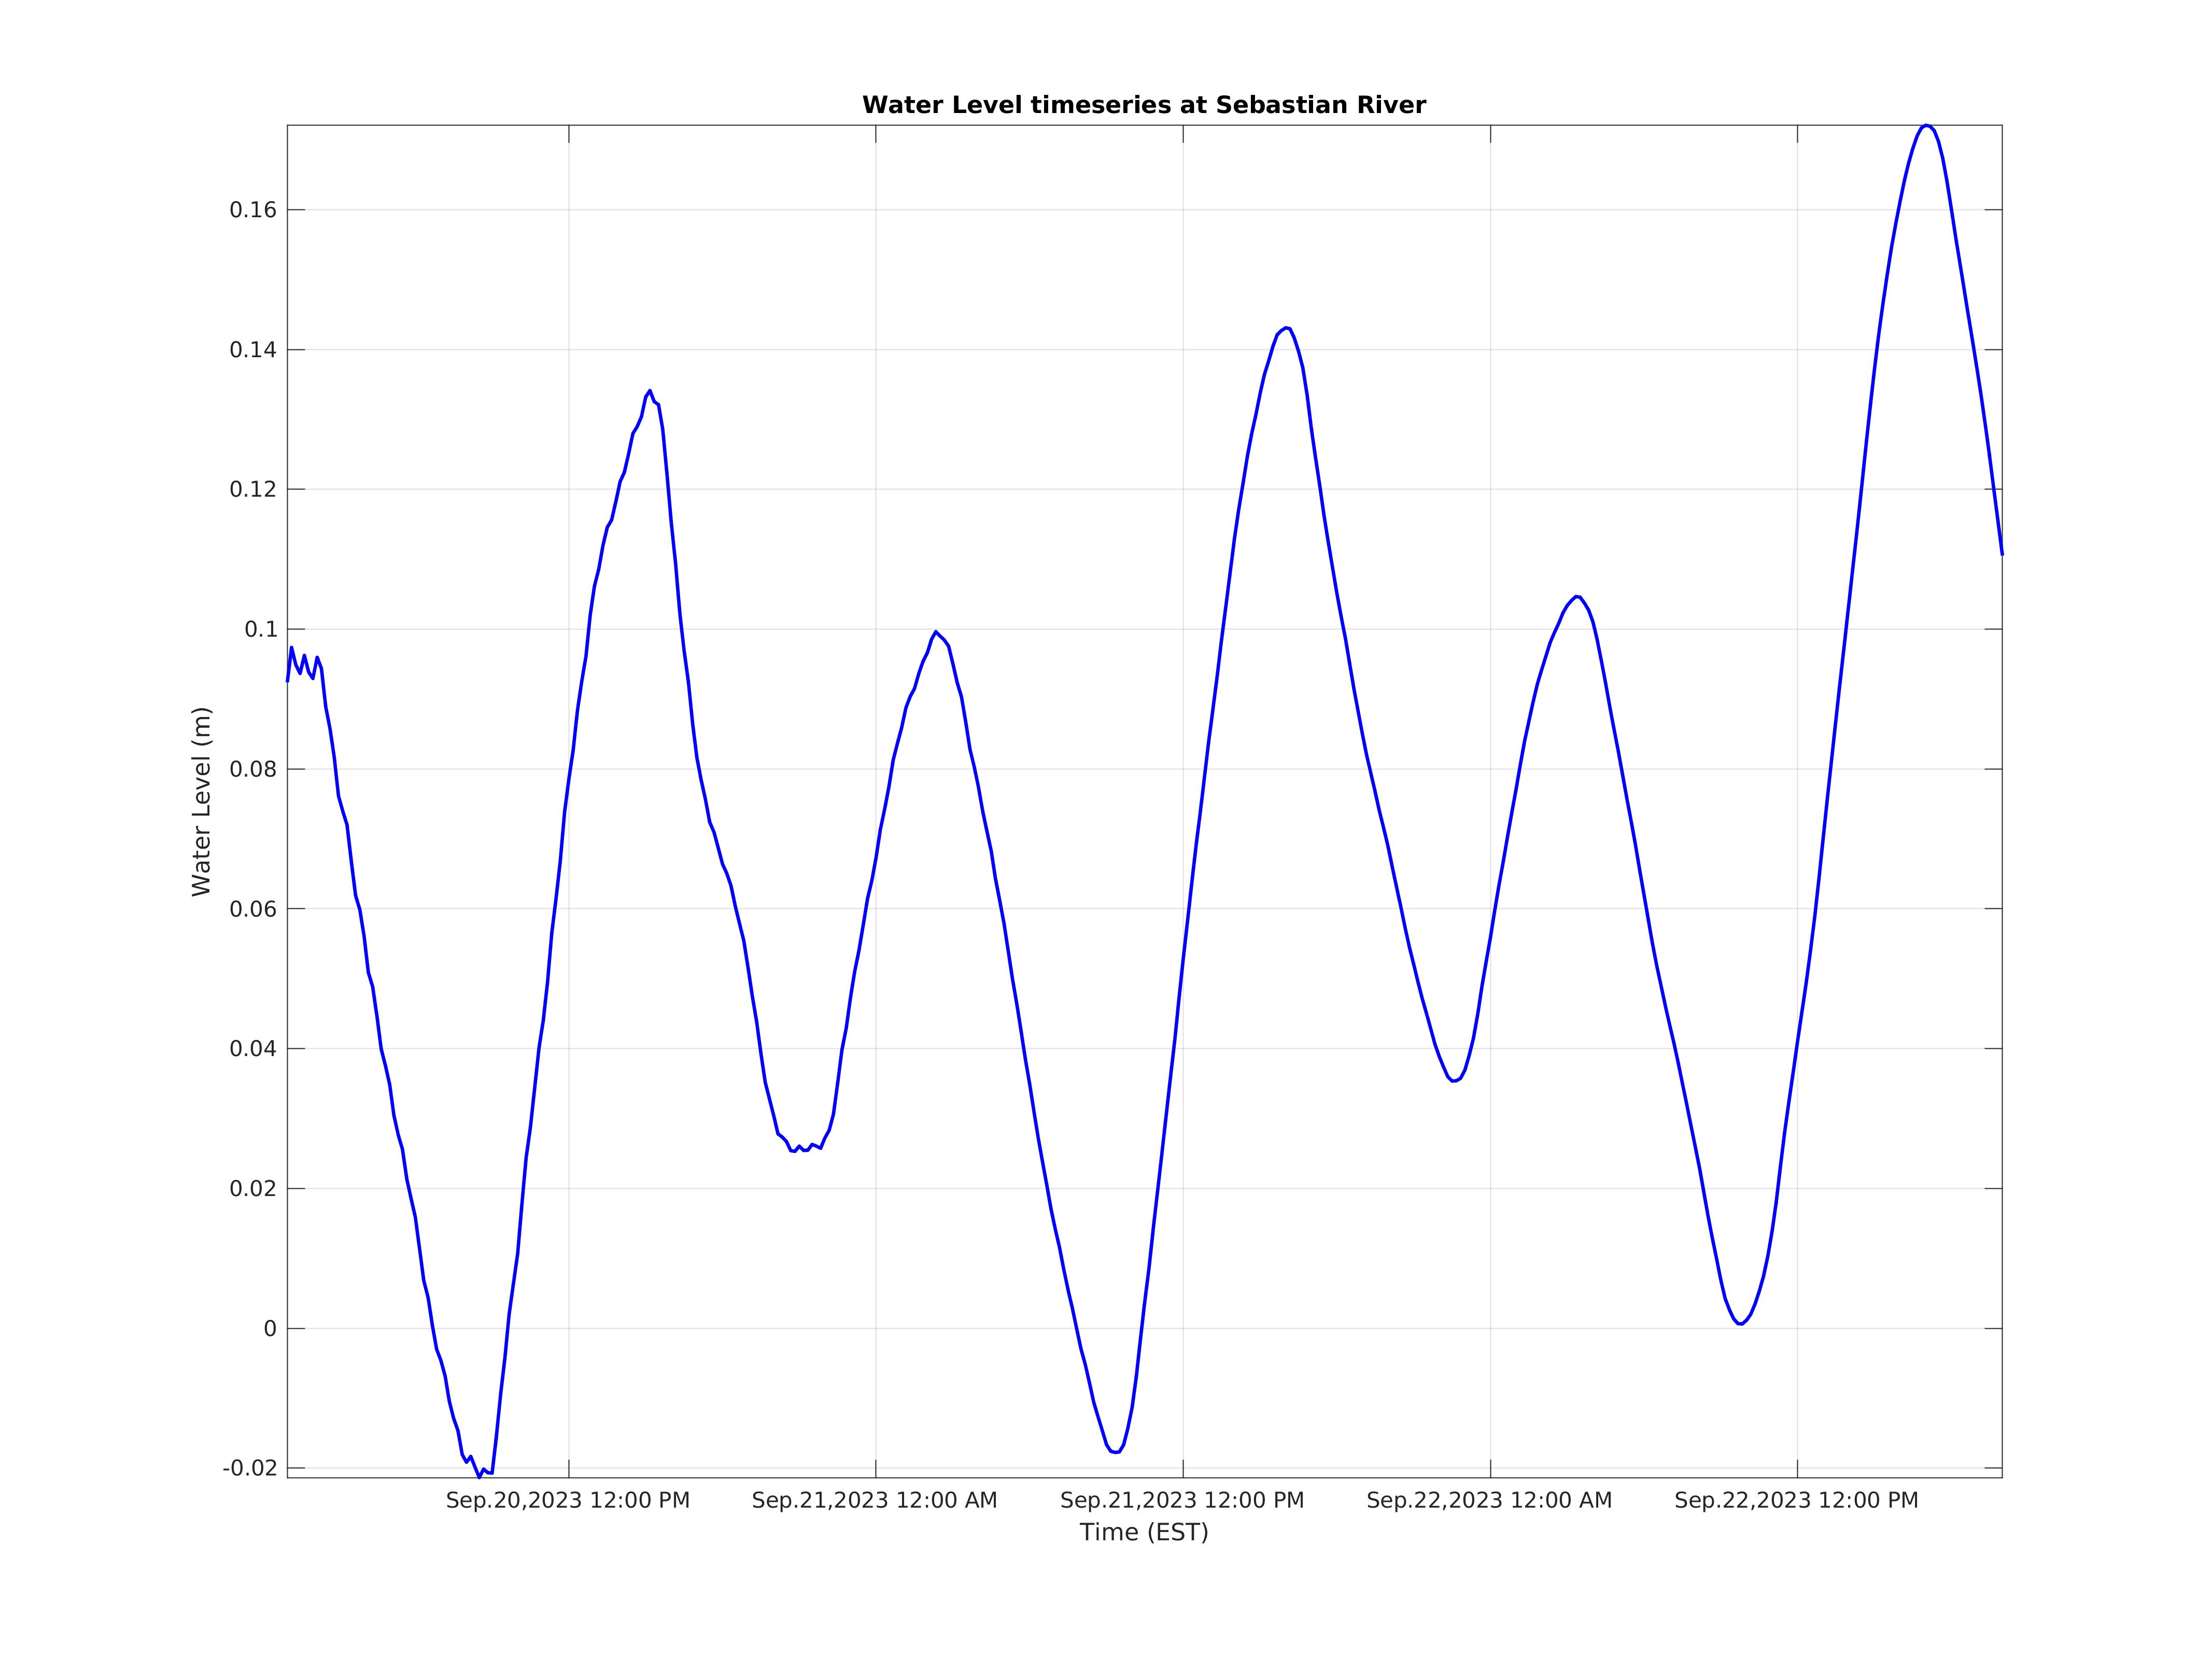 Water Level timeseries at Sebastian River
0.16
0.14
0.12
0.1
0.08
0.06
0.04
0.02
0
-0.02
Water Level (m)
Sep.20,2023 12:00 PM
Sep.21,2023 12:00 AM
Sep.21,2023 12:00 PM
Sep.22,2023 12:00 AM
Sep.22,2023 12:00 PM
Time (EST)